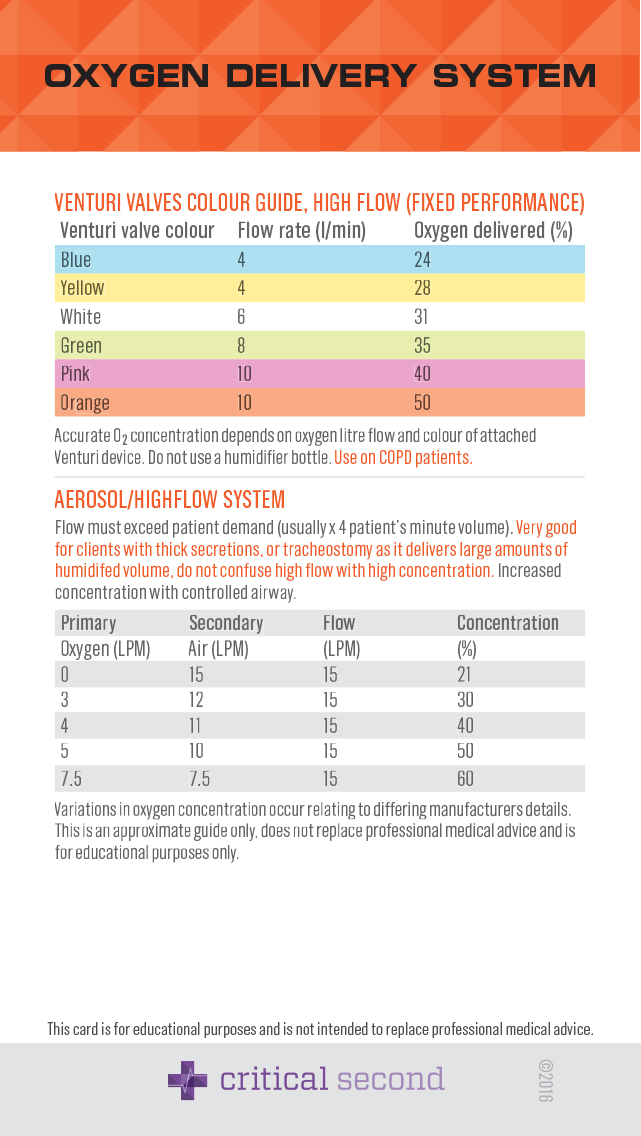 OXYGEN DELIVERY SYSTEM
VENTURI VALVES COLOUR GUIDE, HIGH FLOW (FIXED PERFORMANCE)
Venturi valve colour Flow rate (l/min) Oxygen delivered (%)
Blue 4 24
Yellow 4 28
White 6 31
Green 8 35
Pink 10 40
Orange 10 50
Accurate O₂ concentration depends on oxygen litre flow and colour of attached
Venturi device. Do not use a humidifier bottle. Use on COPD patients.
AEROSOL/HIGHFLOW SYSTEM
Flow must exceed patient demand (usually x 4 patient's minute volume). Very good
for clients with thick secretions, or tracheostomy as it delivers large amounts of
humidifed volume, do not confuse high flow with high concentration. Increased
concentration with controlled airway.
Primary Secondary Flow Concentration
Oxygen (LPM) Air (LPM) (LPM) (%)
0 15 15 21
3 12 15 30
4 11 15 40
5 10 15 50
7.5 7.5 15 60
Variations in oxygen concentration occur relating to differing manufacturers details.
This is an approximate guide only, does not replace professional medical advice and is
for educational purposes only.
This card is for educational purposes and is not intended to replace professional medical advice.
critical second
©2016